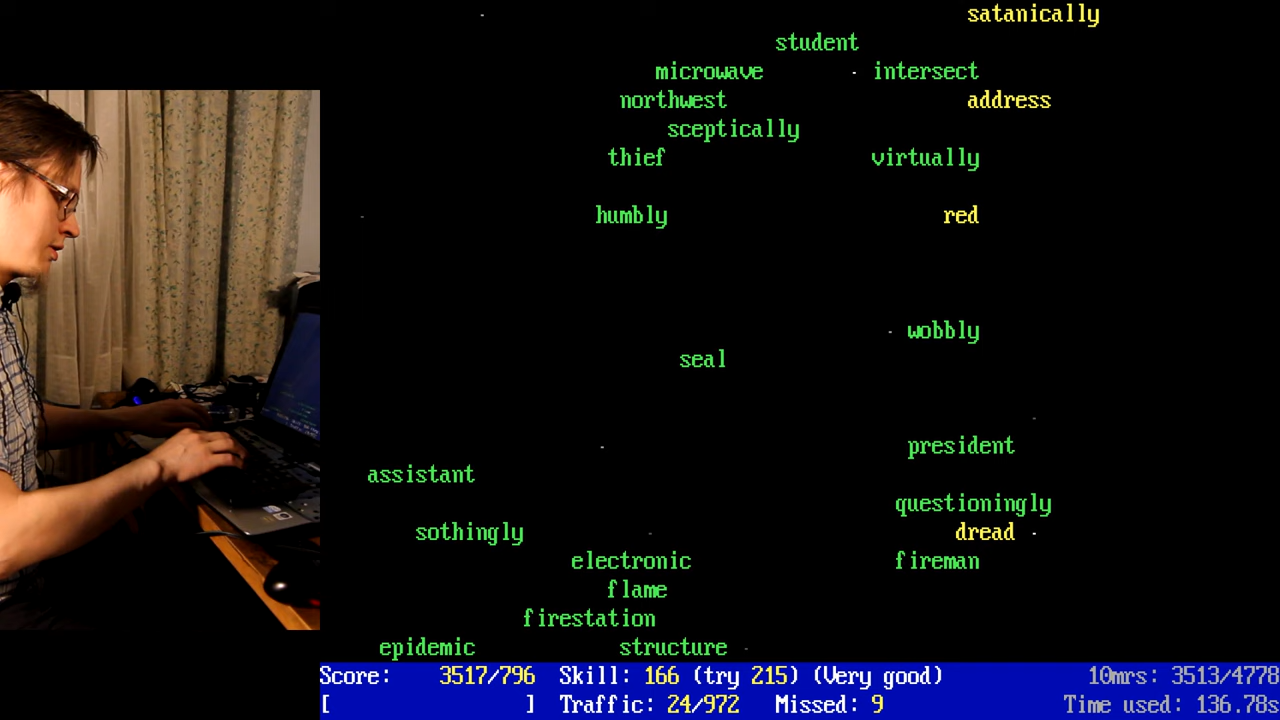 satanically
student
microwave intersect
northwest address
sceptically
thief virtually
humbly red
wobbly
seal
president
assistant
questioningly
sothingly dread
electronic fireman
flame
firestation
epidemic structure
Score: 3517/796 Skill: 166 (try 215) (Very good) 10mrs: 3513/4778
[ ] Traffic: 24/972 Missed: 9 Time used: 136.78s